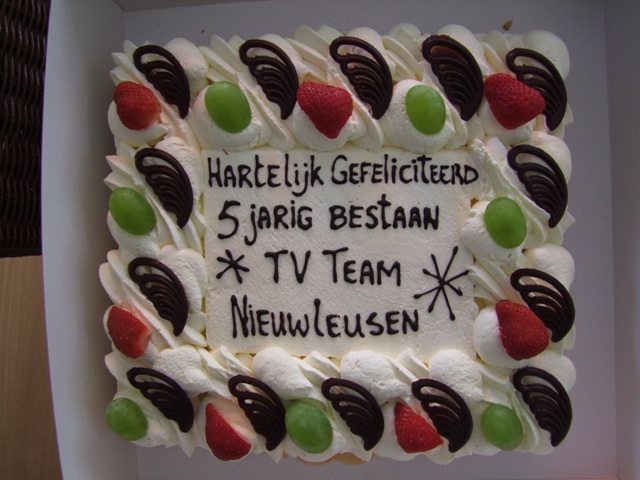 Hartelijk Gefeliciteerd
5 jarig bestaan
* TV Team *
Nieuwleusen